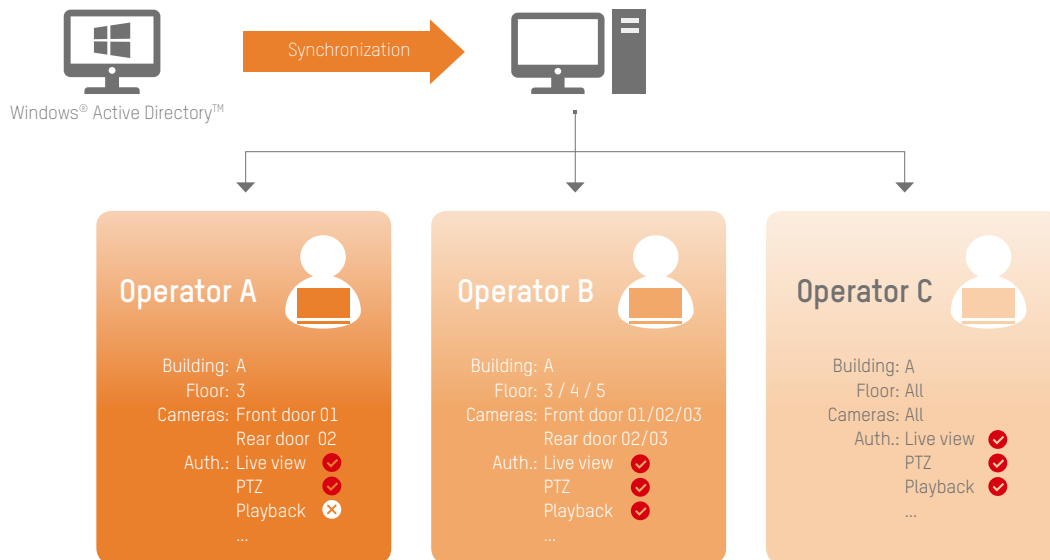 Synchronization
Windows® Active Directory™
Operator A
Building: A
Floor: 3
Cameras: Front door 01
Rear door 02
Auth.: Live view
PTZ
Playback
...
Operator B
Building: A
Floor: 3 / 4 / 5
Cameras: Front door 01/02/03
Rear door 02/03
Auth.: Live view
PTZ
Playback
...
Operator C
Building: A
Floor: All
Cameras: All
Auth.: Live view
PTZ
Playback
...